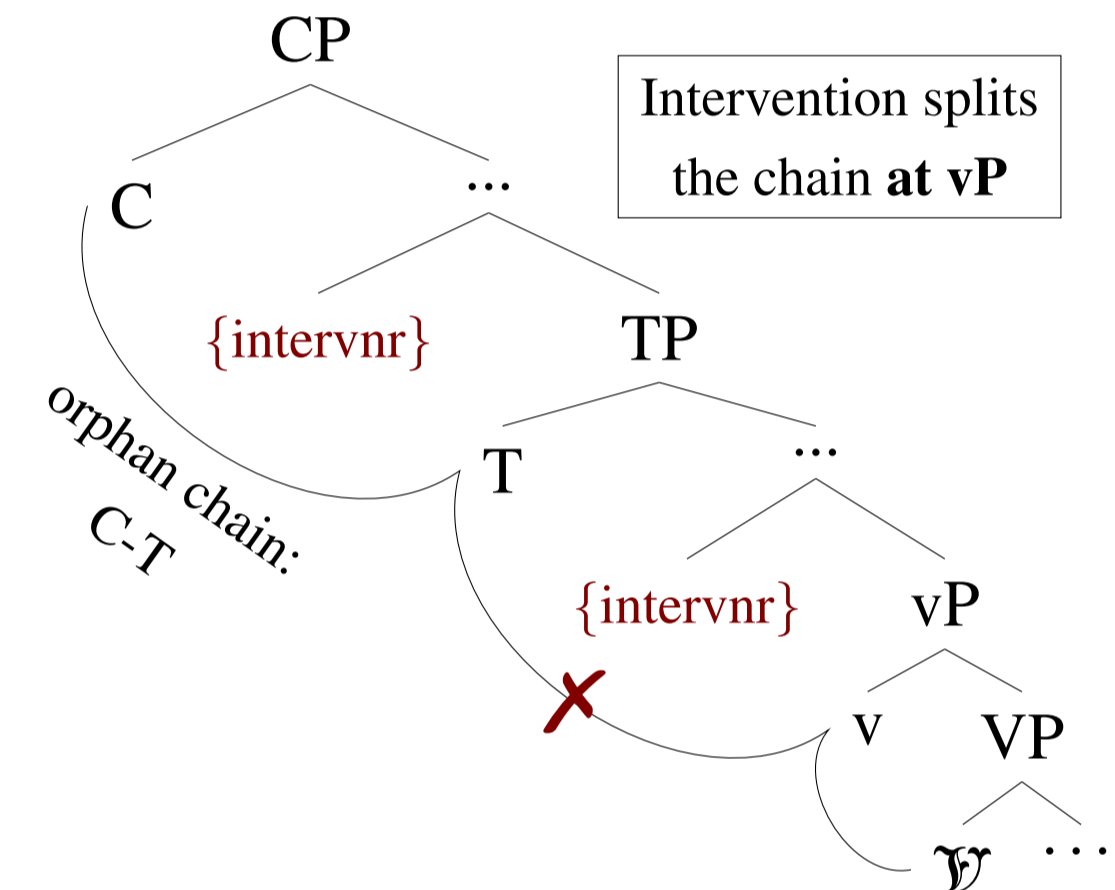 CP
Intervention splits
the chain at vP
C
...
{intervnr}
TP
orphan chain:
C-T
T
...
{intervnr}
vP
✗
v
VP
𝔙
...